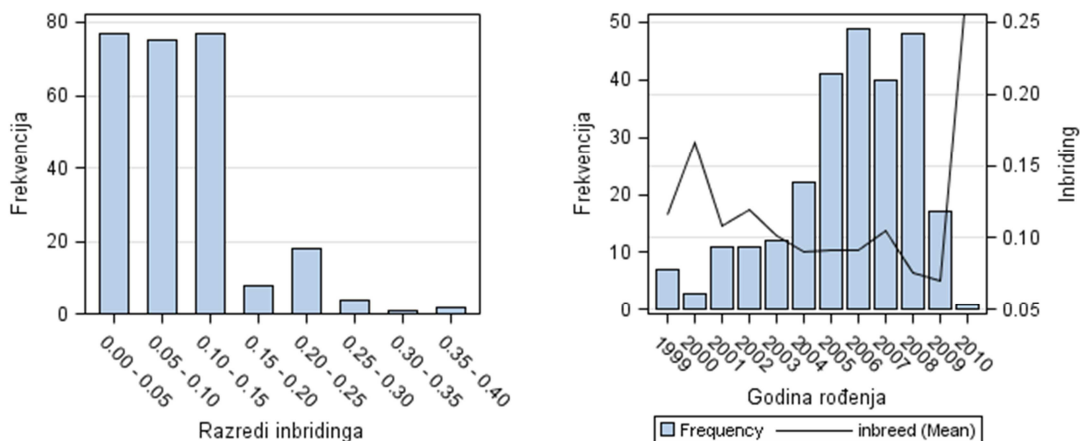 80
60
40
20
0
Frekvencija
0.00 - 0.05
0.05 - 0.10
0.10 - 0.15
0.15 - 0.20
0.20 - 0.25
0.25 - 0.30
0.30 - 0.35
0.35 - 0.40
Razredi inbridinga
50
40
30
20
10
0
Frekvencija
0.25
0.20
0.15
0.10
0.05
Inbriding
1999
2000
2001
2002
2003
2004
2005
2006
2007
2008
2009
2010
Godina rođenja
Frequency inbreed (Mean)